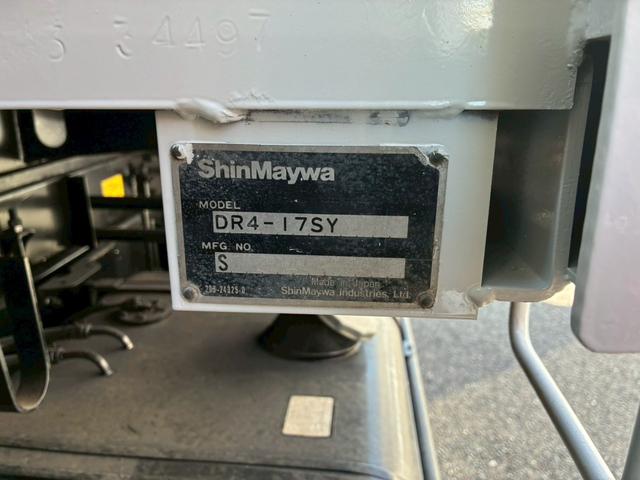 3 34497
ShinMaywa
MODEL
DR4-17SY
MFG NO.
S
Made in Japan
ShinMaywa Industries, Ltd.